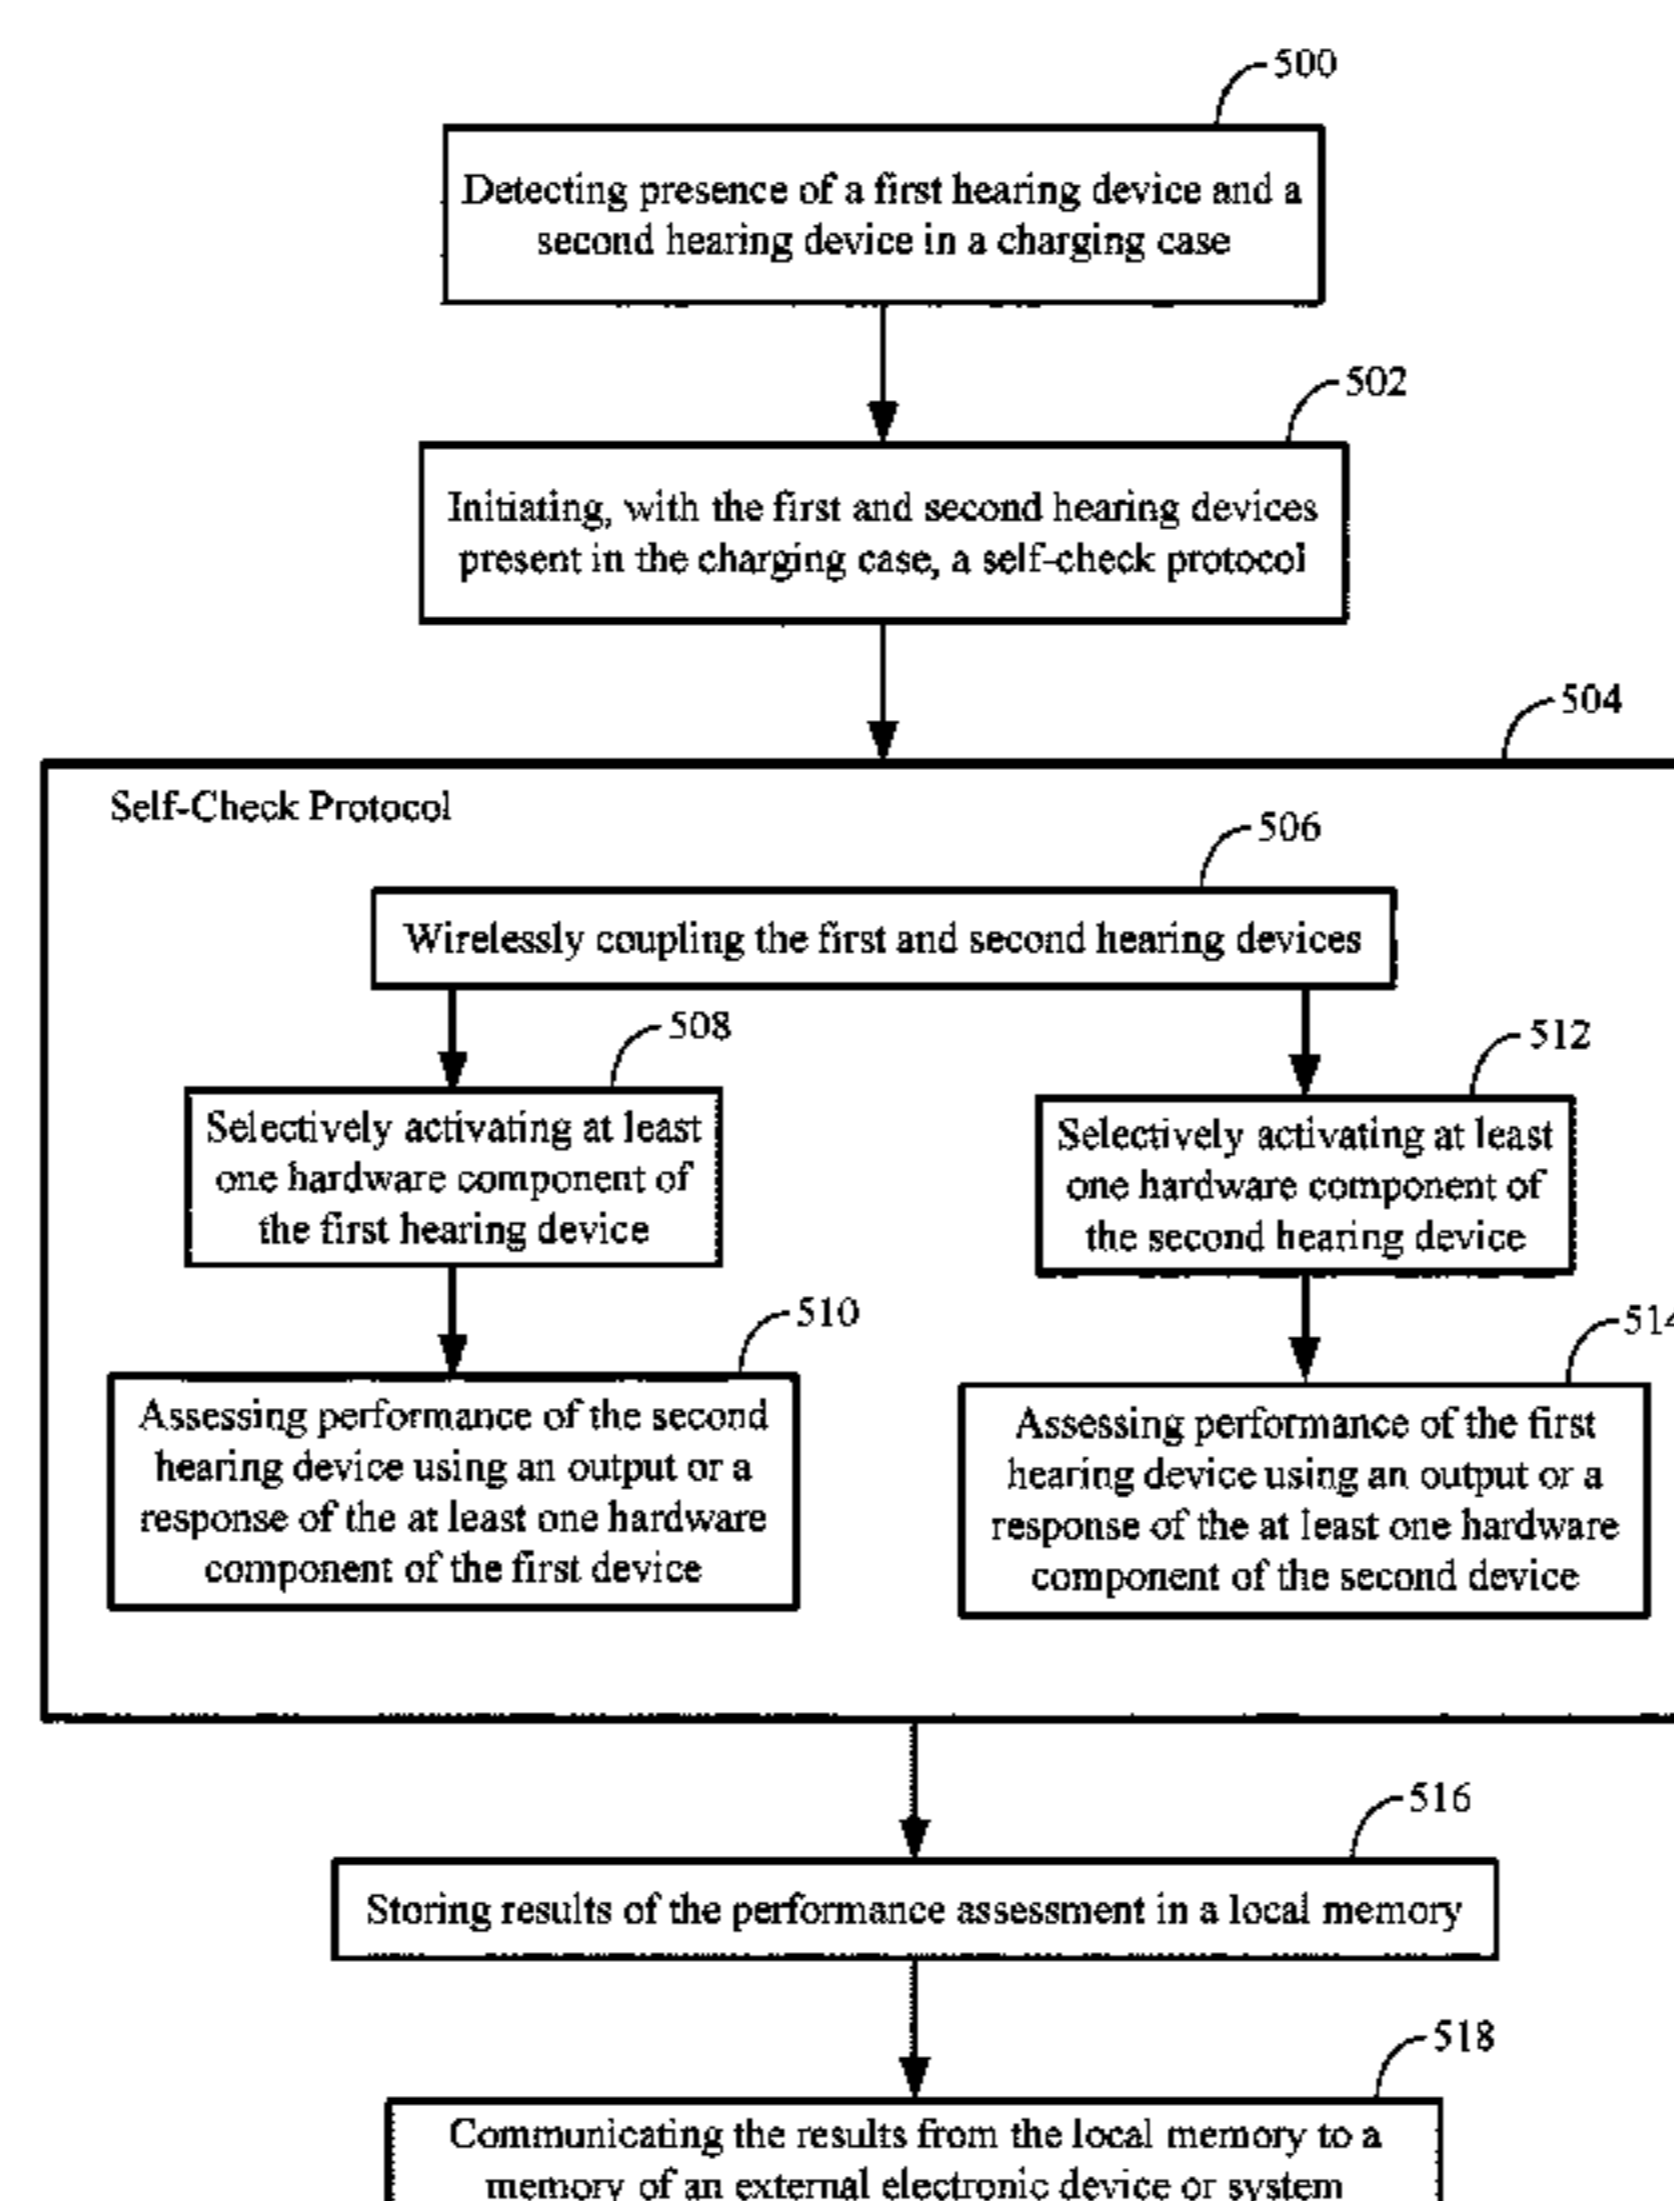 500
Detecting presence of a first hearing device and a
second hearing device in a charging case
502
Initiating, with the first and second hearing devices
present in the charging case, a self-check protocol
504
Self-Check Protocol
506
Wirelessly coupling the first and second hearing devices
508
Selectively activating at least
one hardware component of
the first hearing device
512
Selectively activating at least
one hardware component of
the second hearing device
510
Assessing performance of the second
hearing device using an output or a
response of the at least one hardware
component of the first device
514
Assessing performance of the first
hearing device using an output or a
response of the at least one hardware
component of the second device
516
Storing results of the performance assessment in a local memory
518
Communicating the results from the local memory to a
memory of an external electronic device or system